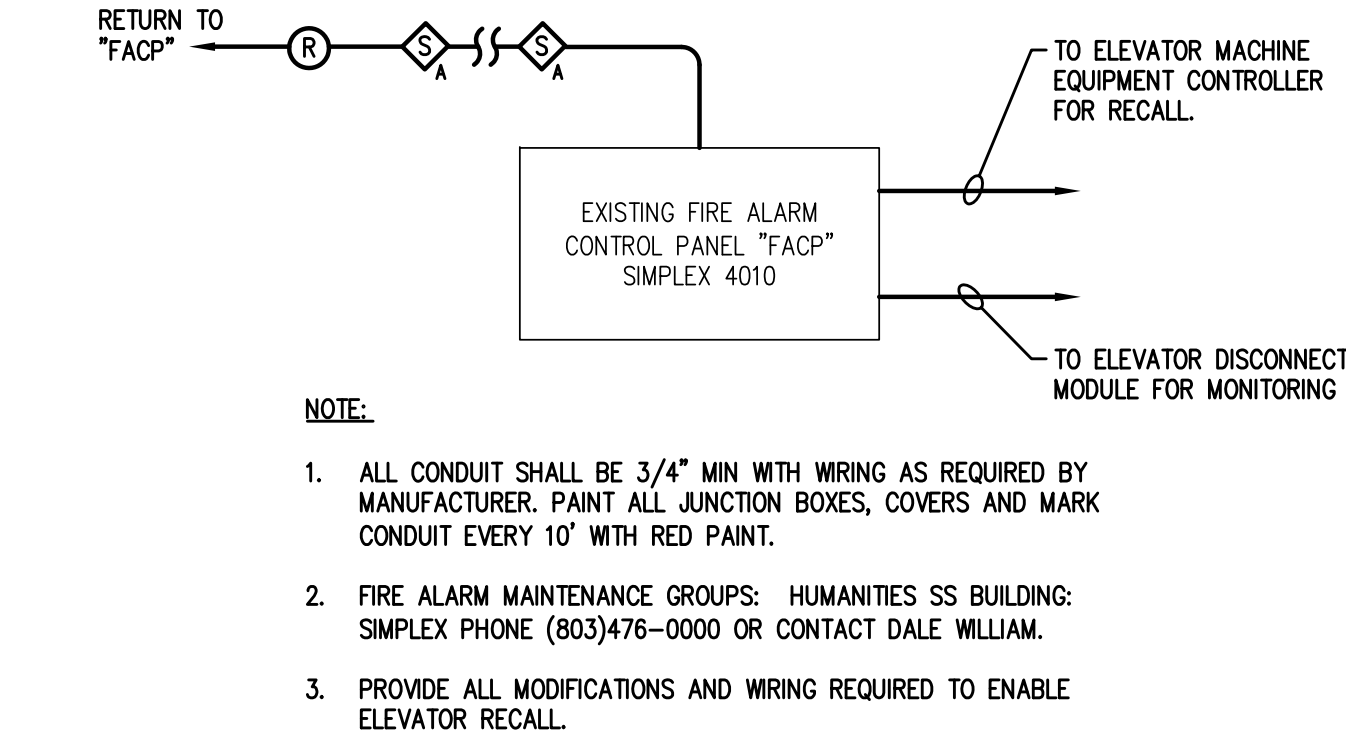 RETURN TO
"FACP"
R
S
A
S
A
TO ELEVATOR MACHINE
EQUIPMENT CONTROLLER
FOR RECALL.
EXISTING FIRE ALARM
CONTROL PANEL "FACP"
SIMPLEX 4010
TO ELEVATOR DISCONNECT
MODULE FOR MONITORING
NOTE:
1. ALL CONDUIT SHALL BE 3/4" MIN WITH WIRING AS REQUIRED BY
MANUFACTURER. PAINT ALL JUNCTION BOXES, COVERS AND MARK
CONDUIT EVERY 10' WITH RED PAINT.
2. FIRE ALARM MAINTENANCE GROUPS: HUMANITIES SS BUILDING:
SIMPLEX PHONE (803)476-0000 OR CONTACT DALE WILLIAM.
3. PROVIDE ALL MODIFICATIONS AND WIRING REQUIRED TO ENABLE
ELEVATOR RECALL.